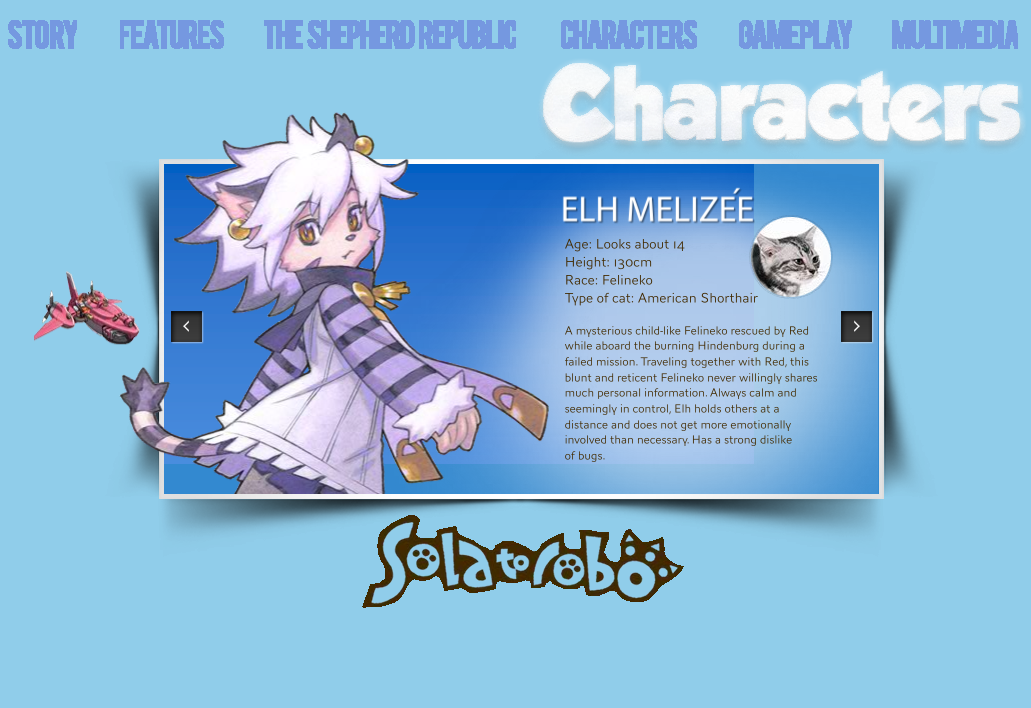 STORY FEATURES THE SHEPHERD REPUBLIC CHARACTERS GAMEPLAY MULTIMEDIA
Characters
ELH MELIZÉE
Age: Looks about 14
Height: 130cm
Race: Felineko
Type of cat: American Shorthair
A mysterious child-like Felineko rescued by Red
while aboard the burning Hindenburg during a
failed mission. Traveling together with Red, this
blunt and reticent Felineko never willingly shares
much personal information. Always calm and
seemingly in control, Elh holds others at a
distance and does not get more emotionally
involved than necessary. Has a strong dislike
of bugs.
Solatorobo